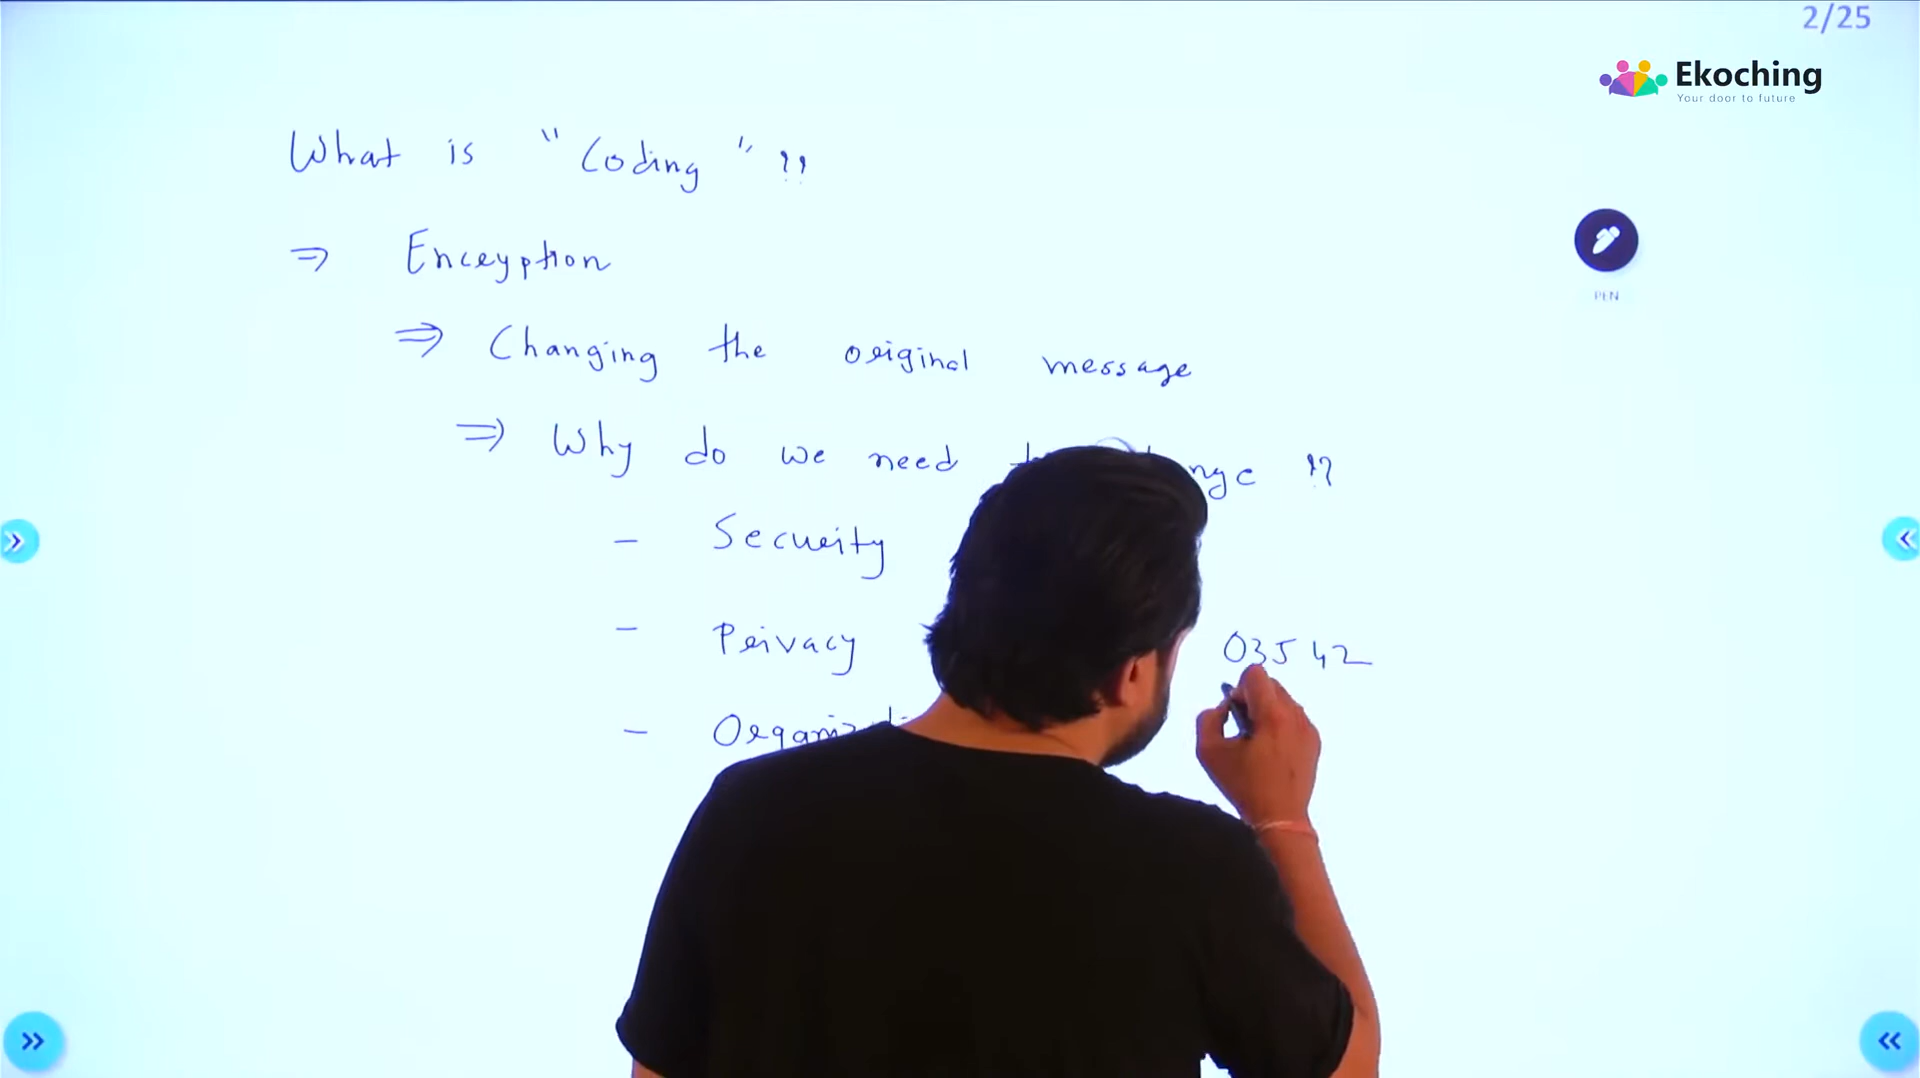 2/25
Ekoching
Your door to future
What is "Coding" ??
⇒ Encryption
PEN
⇒ Changing the original message
⇒ Why do we need ??
- Security
- Privacy 03542
-